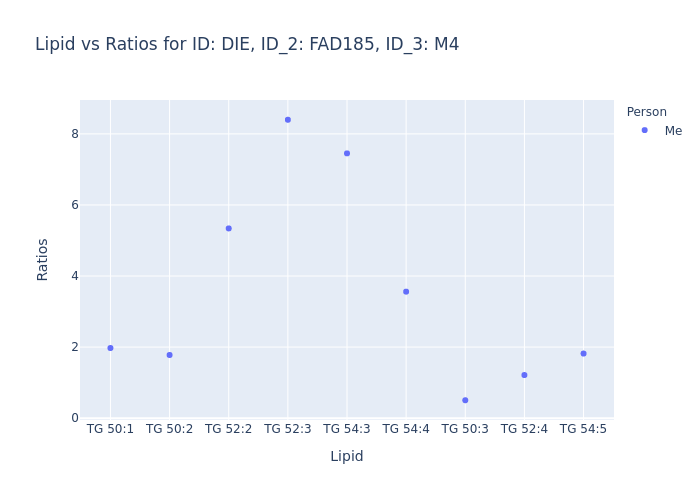 Lipid vs Ratios for ID: DIE, ID_2: FAD185, ID_3: M4
Person
Me
Ratios
8
6
4
2
0
TG 50:1 TG 50:2 TG 52:2 TG 52:3 TG 54:3 TG 54:4 TG 50:3 TG 52:4 TG 54:5
Lipid